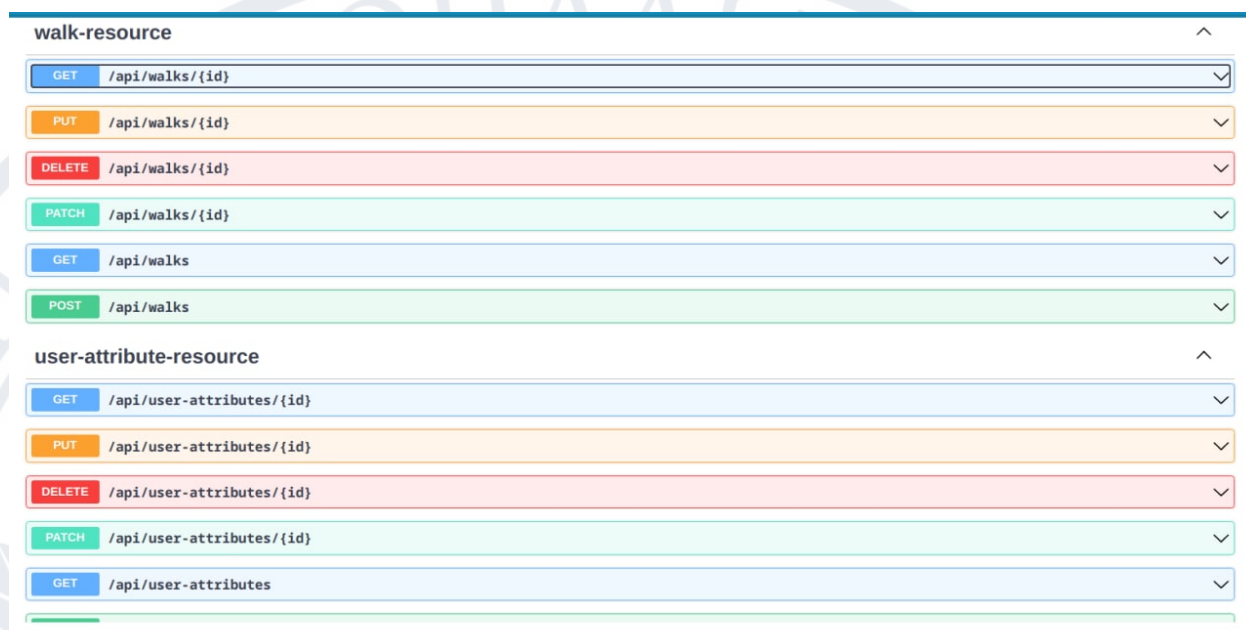 walk-resource
GET /api/walks/{id}
PUT /api/walks/{id}
DELETE /api/walks/{id}
PATCH /api/walks/{id}
GET /api/walks
POST /api/walks
user-attribute-resource
GET /api/user-attributes/{id}
PUT /api/user-attributes/{id}
DELETE /api/user-attributes/{id}
PATCH /api/user-attributes/{id}
GET /api/user-attributes